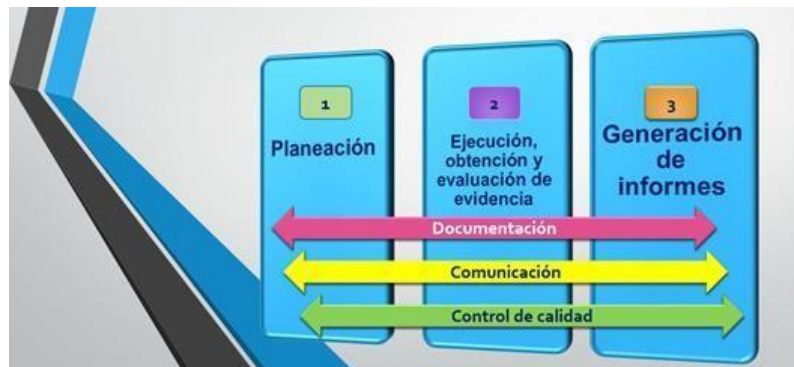 1
Planeación
2
Ejecución,
obtención y
evaluación de
evidencia
3
Generación
de
informes
Documentación
Comunicación
Control de calidad